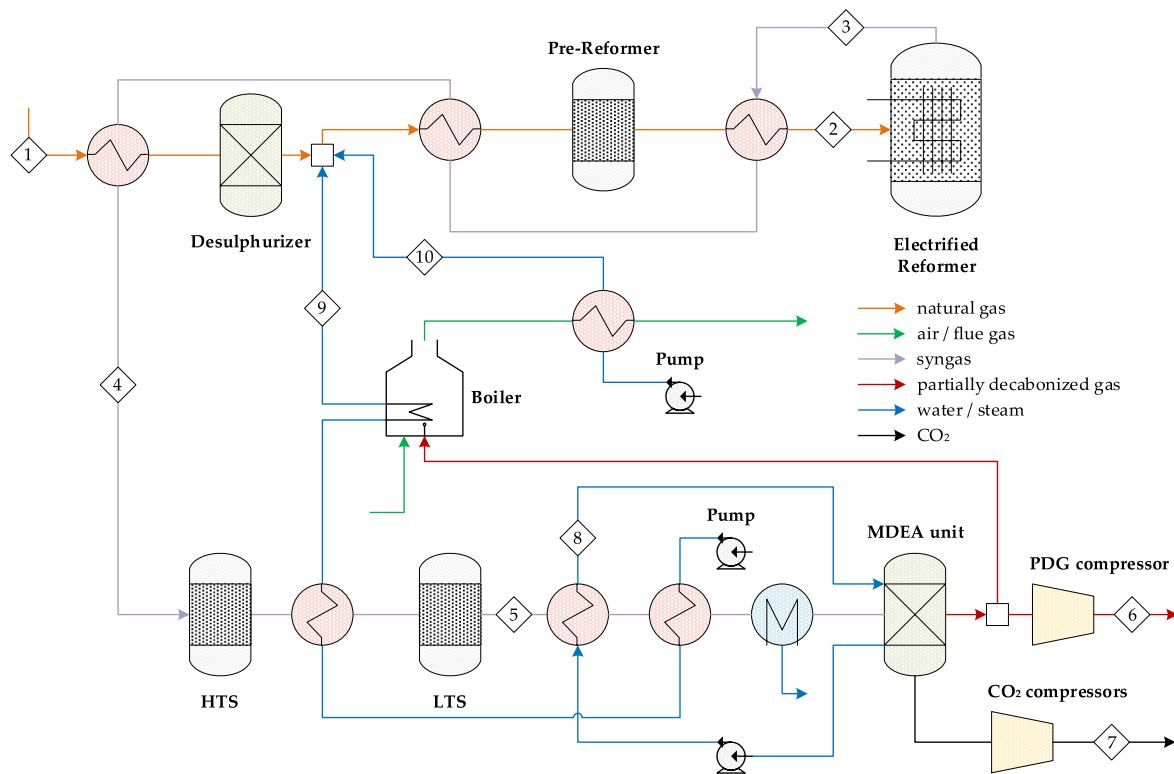 3
Pre-Reformer
1
2
Desulphurizer
10
Electrified
Reformer
9
natural gas
air / flue gas
syngas
partially decabonized gas
water / steam
CO₂
Pump
4
Boiler
Pump
8
MDEA unit
PDG compressor
5
6
HTS
LTS
CO₂ compressors
7